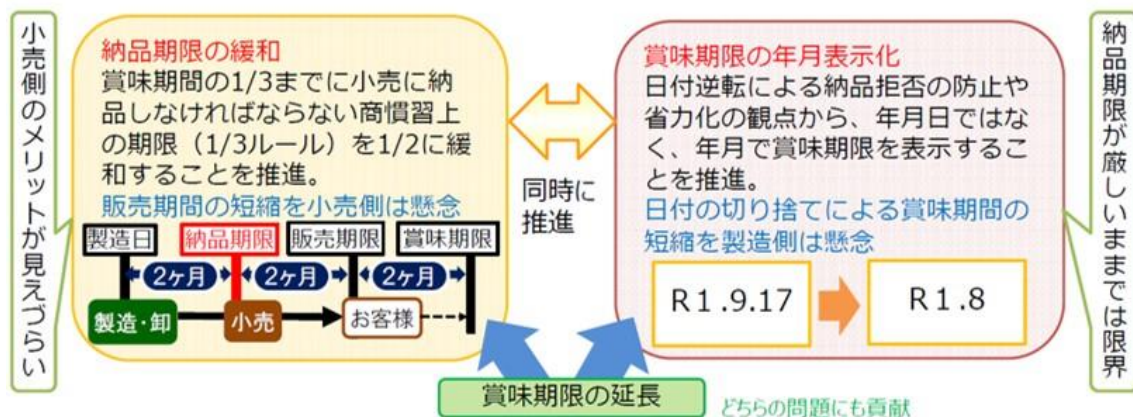 小売側のメリットが見えづらい
納品期限の緩和
賞味期間の1/3までに小売に納
品しなければならない商慣習上
の期限（1/3ルール）を1/2に緩
和することを推進。
販売期間の短縮を小売側は懸念
製造日 納品期限 販売期限 賞味期限
2ヶ月 2ヶ月 2ヶ月
製造・卸 小売 お客様
同時に
推進
賞味期限の年月表示化
日付逆転による納品拒否の防止や
省力化の観点から、年月日ではな
く、年月で賞味期限を表示するこ
とを推進。
日付の切り捨てによる賞味期間の
短縮を製造側は懸念
R1.9.17 R1.8
納品期限が厳しいままでは限界
賞味期限の延長
どちらの問題にも貢献